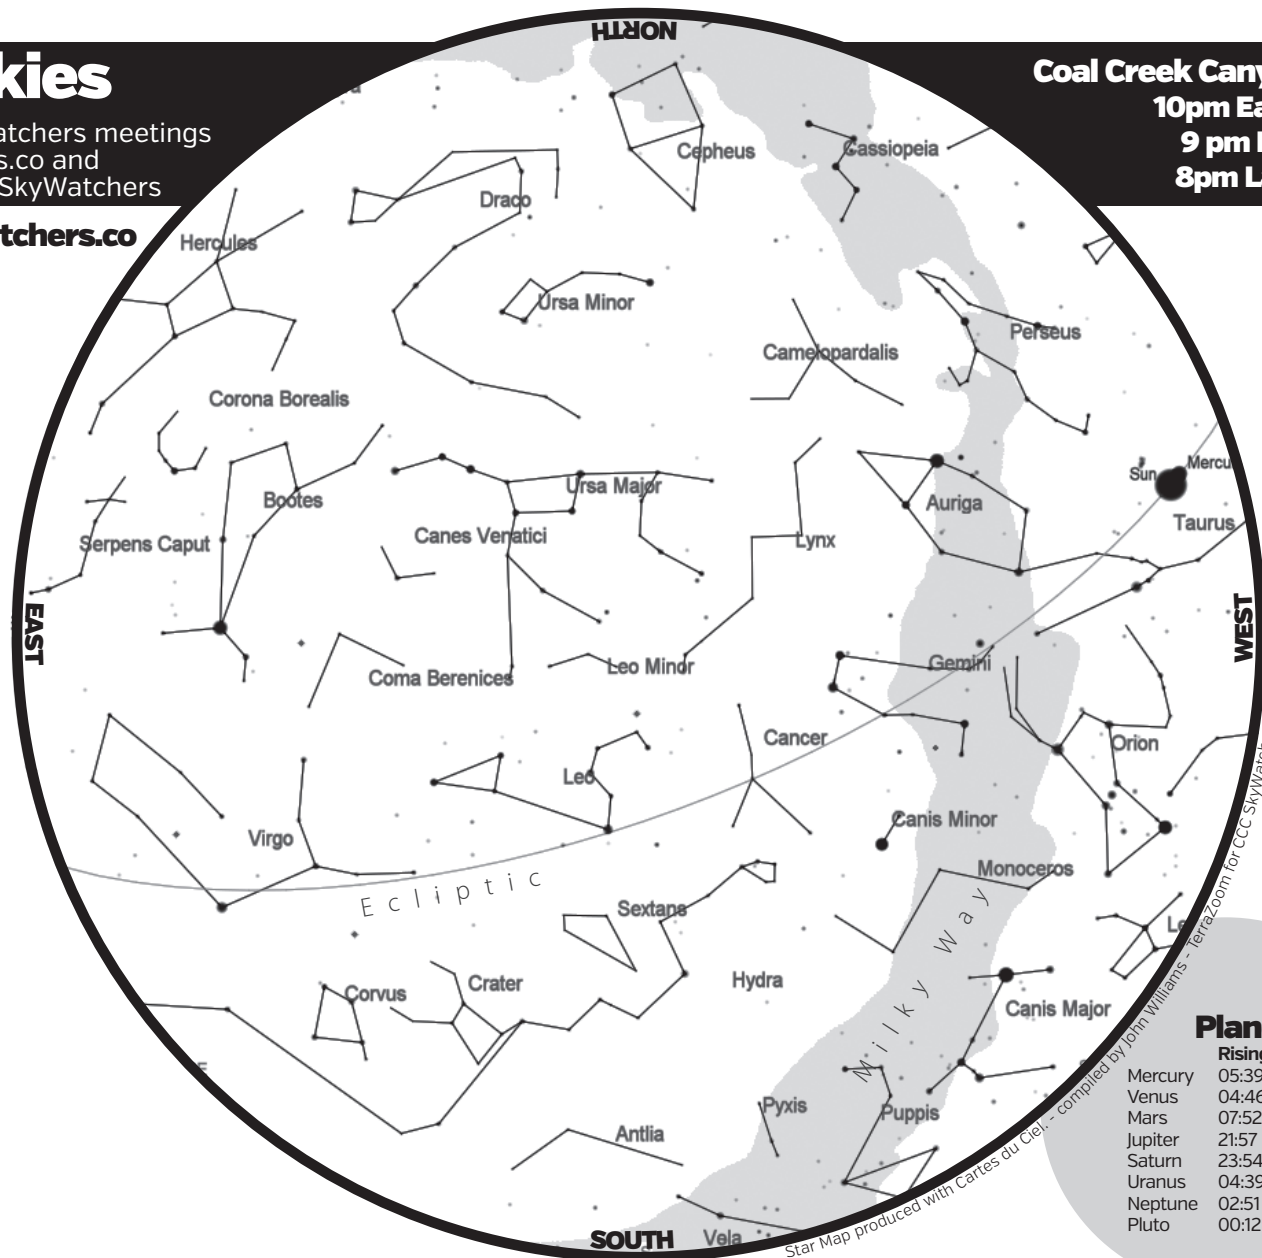 kies
atchers meetings
s.co and
SkyWatchers
tchers.co
Coal Creek Cany
10pm Ea
9 pm
8pm L
NORTH
Cepheus
Cassiopeia
Draco
Hercules
Ursa Minor
Perseus
Camelopardalis
Corona Borealis
Sun
Mercu
Ursa Major
Bootes
Auriga
Taurus
Canes Venatici
Lynx
Serpens Caput
EAST
WEST
Gemini
Leo Minor
Coma Berenices
Cancer
Orion
Leo
Canis Minor
Virgo
Monoceros
Ecliptic
Sextans
Milky Way
Le
Hydra
Crater
Corvus
Canis Major
Pyxis
Puppis
Antlia
SOUTH
Vela
Star Map produced with Cartes du Ciel. - compiled by John Williams - TerraZoom for CCC SkyWatch
Plan
Rising
Mercury 05:39
Venus 04:46
Mars 07:52
Jupiter 21:57
Saturn 23:54
Uranus 04:39
Neptune 02:51
Pluto 00:12